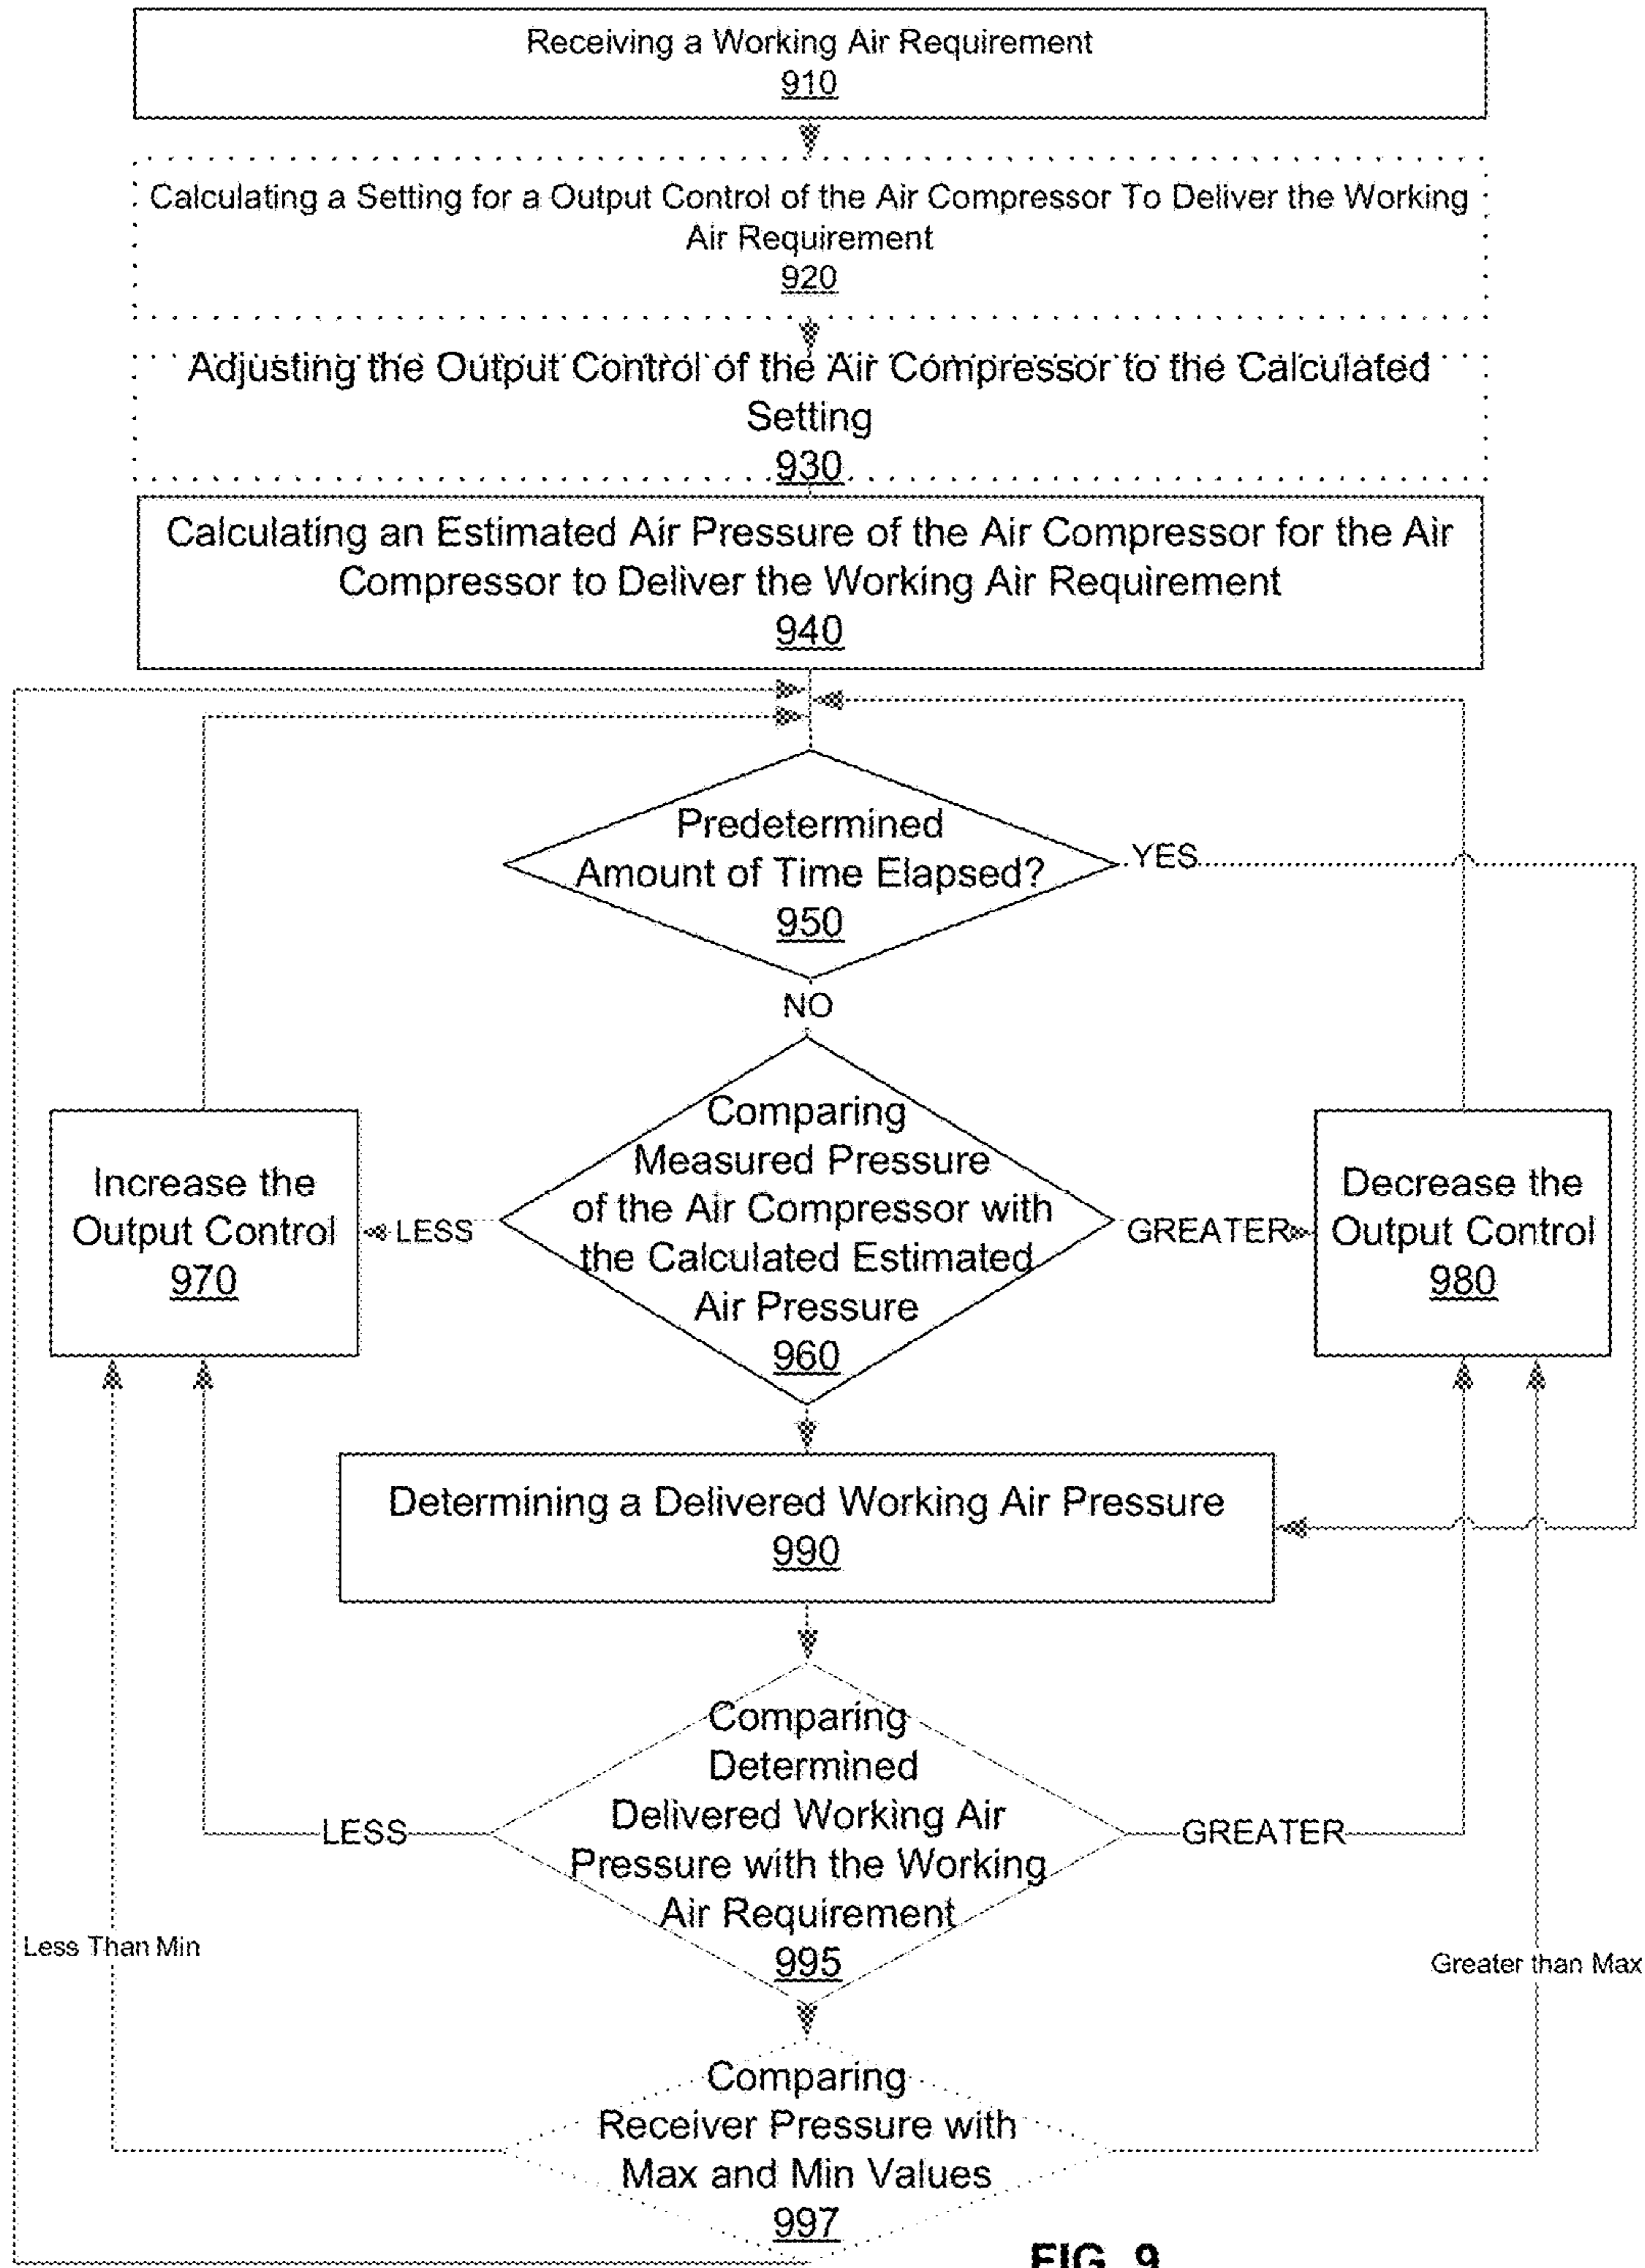 Receiving a Working Air Requirement
910
Calculating a Setting for a Output Control of the Air Compressor To Deliver the Working
Air Requirement
920
Adjusting the Output Control of the Air Compressor to the Calculated
Setting
930
Calculating an Estimated Air Pressure of the Air Compressor for the Air
Compressor to Deliver the Working Air Requirement
940
Predetermined
Amount of Time Elapsed?
950
YES
NO
Comparing
Measured Pressure
of the Air Compressor with
the Calculated Estimated
Air Pressure
960
LESS
GREATER
Increase the
Output Control
970
Decrease the
Output Control
980
Determining a Delivered Working Air Pressure
990
Comparing
Determined
Delivered Working Air
Pressure with the Working
Air Requirement
995
LESS
GREATER
Less Than Min
Greater than Max
Comparing
Receiver Pressure with
Max and Min Values
997
FIG. 9